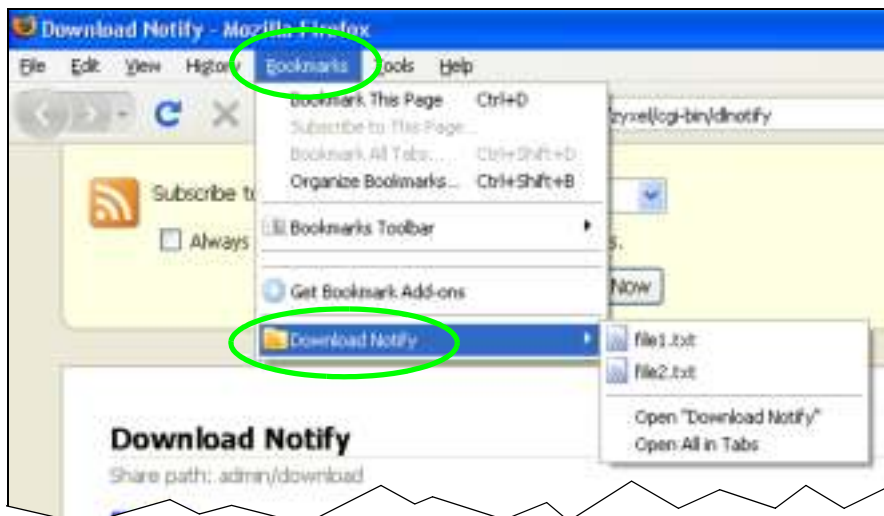 Download Notify - Mozilla Firefox
File Edit View History Bookmarks Tools Help
Bookmark This Page Ctrl+D
Subscribe to This Page...
Bookmark All Tabs... Ctrl+Shift+D
Organize Bookmarks... Ctrl+Shift+B
Bookmarks Toolbar
Get Bookmark Add-ons
Download Notify
file1.txt
file2.txt
Open "Download Notify"
Open All in Tabs
zyxel/cgi-bin/dlnotify
Subscribe to
Always
s.
Now
Download Notify
Share path: admin/download